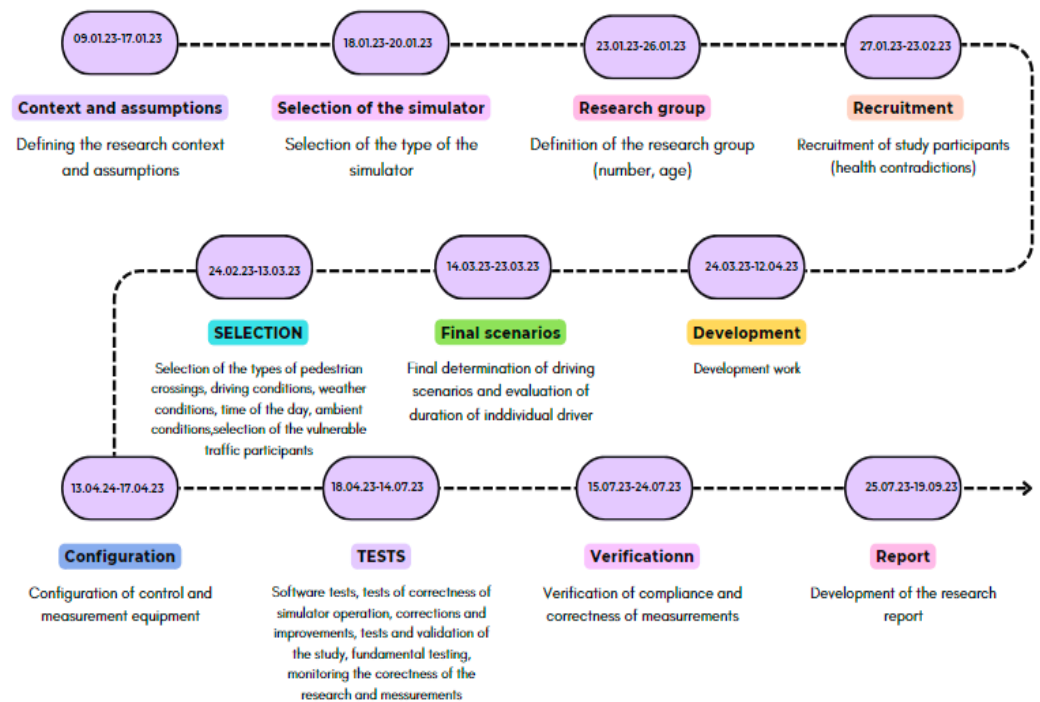 09.01.23-17.01.23
18.01.23-20.01.23
23.01.23-26.01.23
27.01.23-23.02.23
Context and assumptions
Selection of the simulator
Research group
Recruitment
Defining the research context
and assumptions
Selection of the type of the
simulator
Definition of the research group
(number, age)
Recruitment of study participants
(health contradictions)
24.02.23-13.03.23
14.03.23-23.03.23
24.03.23-12.04.23
SELECTION
Final scenarios
Development
Selection of the types of pedestrian
crossings, driving conditions, weather
conditions, time of the day, ambient
conditions,selection of the vulnerable
traffic participants
Final determination of driving
scenarios and evaluation of
duration of inddividual driver
Development work
13.04.24-17.04.23
18.04.23-14.07.23
15.07.23-24.07.23
25.07.23-19.09.23
Configuration
TESTS
Verificationn
Report
Configuration of control and
measurement equipment
Software tests, tests of correctness of
simulator operation, corrections and
improvements, tests and validation of
the study, fundamental testing,
monitoring the corectness of the
research and messurements
Verification of compliance and
correctness of measurrements
Development of the research
report